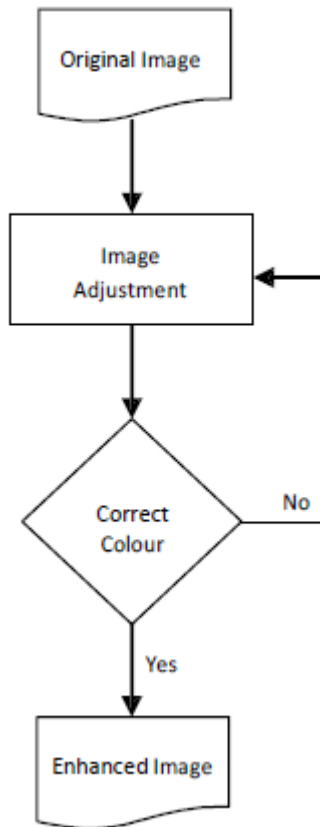 Original Image
Image
Adjustment
Correct
Colour
No
Yes
Enhanced Image